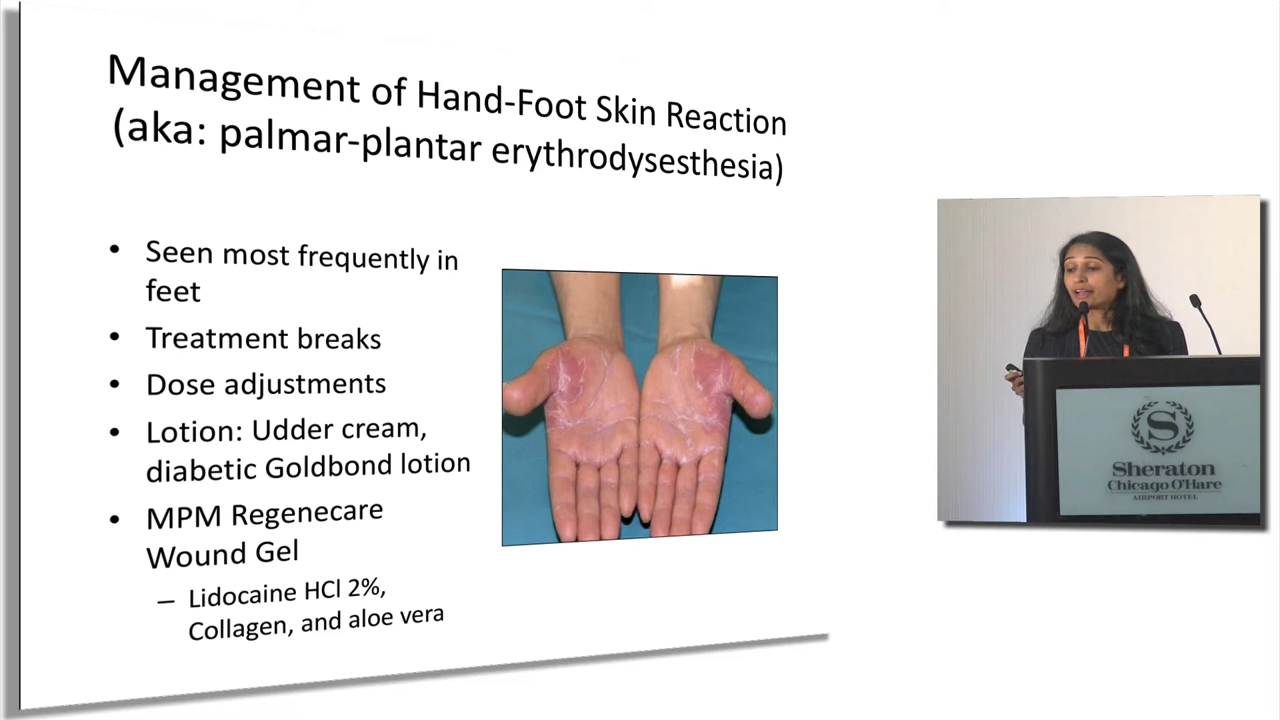 Management of Hand-Foot Skin Reaction
(aka: palmar-plantar erythrodysesthesia)
• Seen most frequently in
feet
• Treatment breaks
• Dose adjustments
• Lotion: Udder cream,
diabetic Goldbond lotion
• MPM Regenecare
Wound Gel
– Lidocaine HCl 2%,
Collagen, and aloe vera
S
Sheraton
Chicago O'Hare
AIRPORT HOTEL